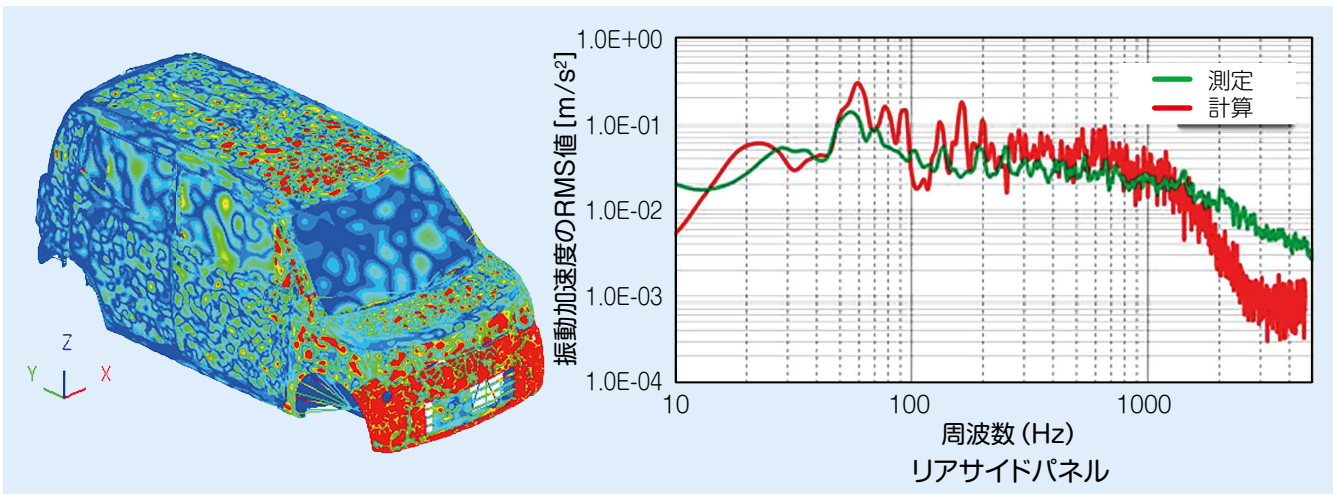 Z
Y
X
振動加速度のRMS値 [m/s²]
1.0E+00
1.0E-01
1.0E-02
1.0E-03
1.0E-04
測定
計算
10
100
1000
周波数 (Hz)
リアサイドパネル